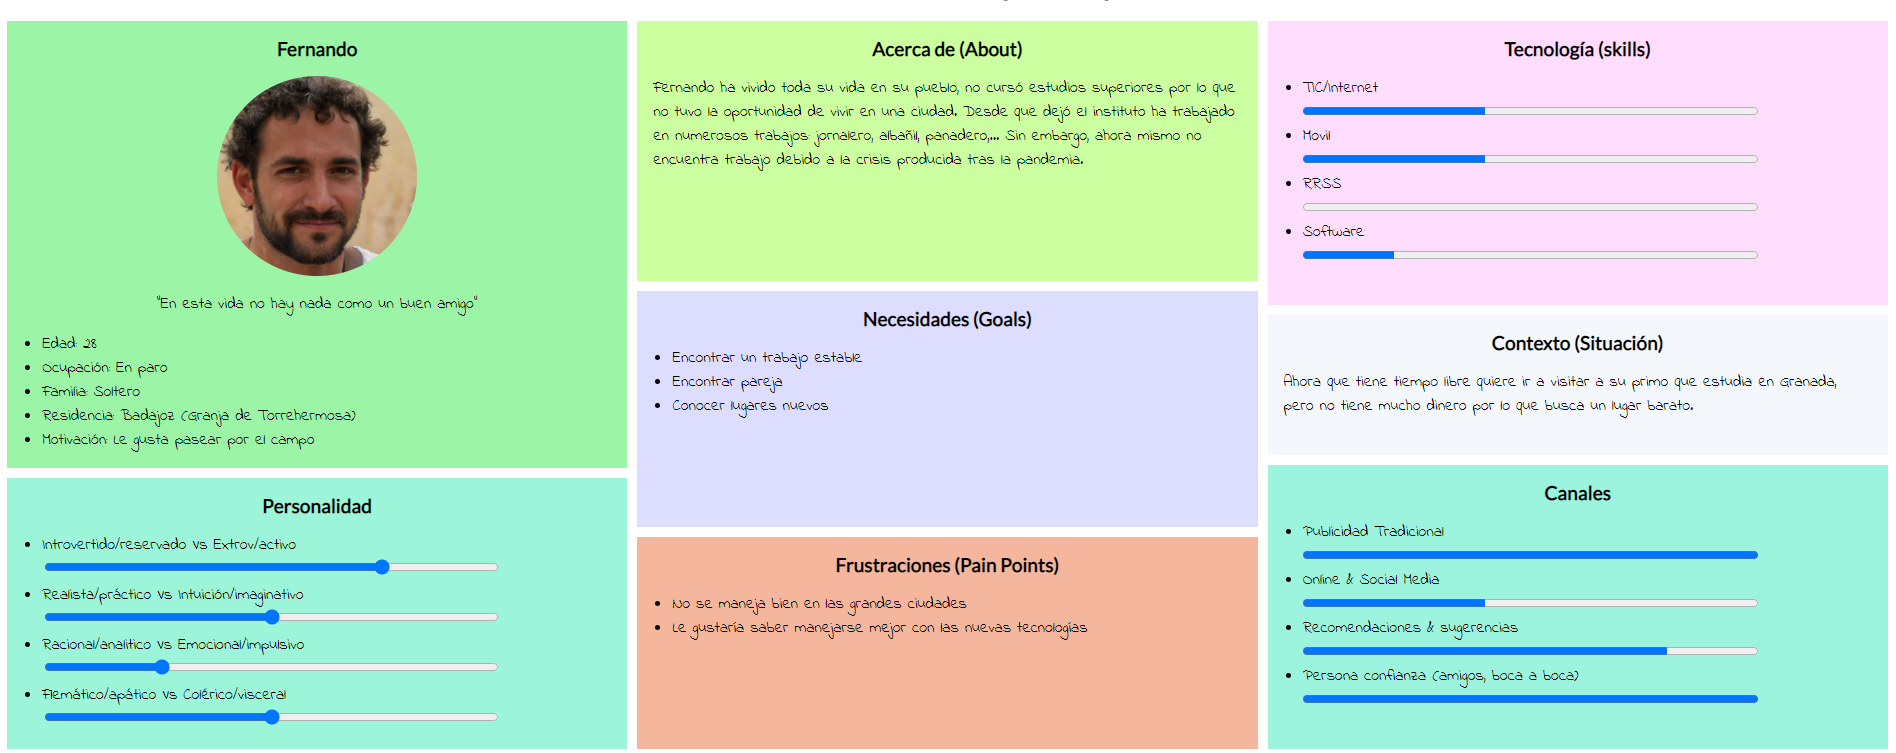 Fernando
"En esta vida no hay nada como un buen amigo"
Edad: 28
Ocupación: En paro
Familia: Soltero
Residencia: Badajoz (Granja de Torrehermosa)
Motivación: Le gusta pasear por el campo
Personalidad
Introvertido/reservado Vs Extrov/activo
Realista/práctico Vs Intuición/imaginativo
Racional/analítico Vs Emocional/impulsivo
Flemático/apático Vs Colérico/visceral
Acerca de (About)
Fernando ha vivido toda su vida en su pueblo, no cursó estudios superiores por lo que
no tuvo la oportunidad de vivir en una ciudad. Desde que dejó el instituto ha trabajado
en numerosos trabajos: jornalero, albañil, panadero,... Sin embargo, ahora mismo no
encuentra trabajo debido a la crisis producida tras la pandemia.
Necesidades (Goals)
Encontrar un trabajo estable
Encontrar pareja
Conocer lugares nuevos
Frustraciones (Pain Points)
No se maneja bien en las grandes ciudades
Le gustaría saber manejarse mejor con las nuevas tecnologías
Tecnología (skills)
TIC/Internet
Movil
RRSS
Software
Contexto (Situación)
Ahora que tiene tiempo libre quiere ir a visitar a su primo que estudia en Granada,
pero no tiene mucho dinero por lo que busca un lugar barato.
Canales
Publicidad Tradicional
Online & Social Media
Recomendaciones & sugerencias
Persona confianza (amigos, boca a boca)